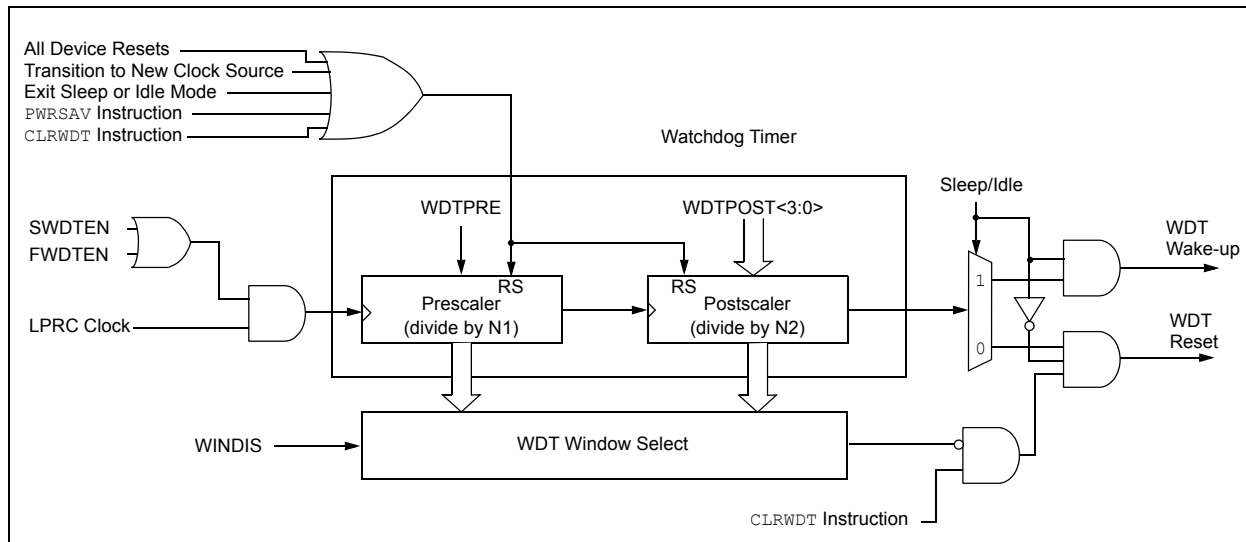 All Device Resets
Transition to New Clock Source
Exit Sleep or Idle Mode
PWRSAV Instruction
CLRWDT Instruction
Watchdog Timer
Sleep/Idle
SWDTEN
FWDTEN
WDTPRE
WDTPOST<3:0>
WDT
Wake-up
RS
RS
1
Prescaler
(divide by N1)
Postscaler
(divide by N2)
LPRC Clock
WDT
Reset
0
WINDIS
WDT Window Select
CLRWDT Instruction